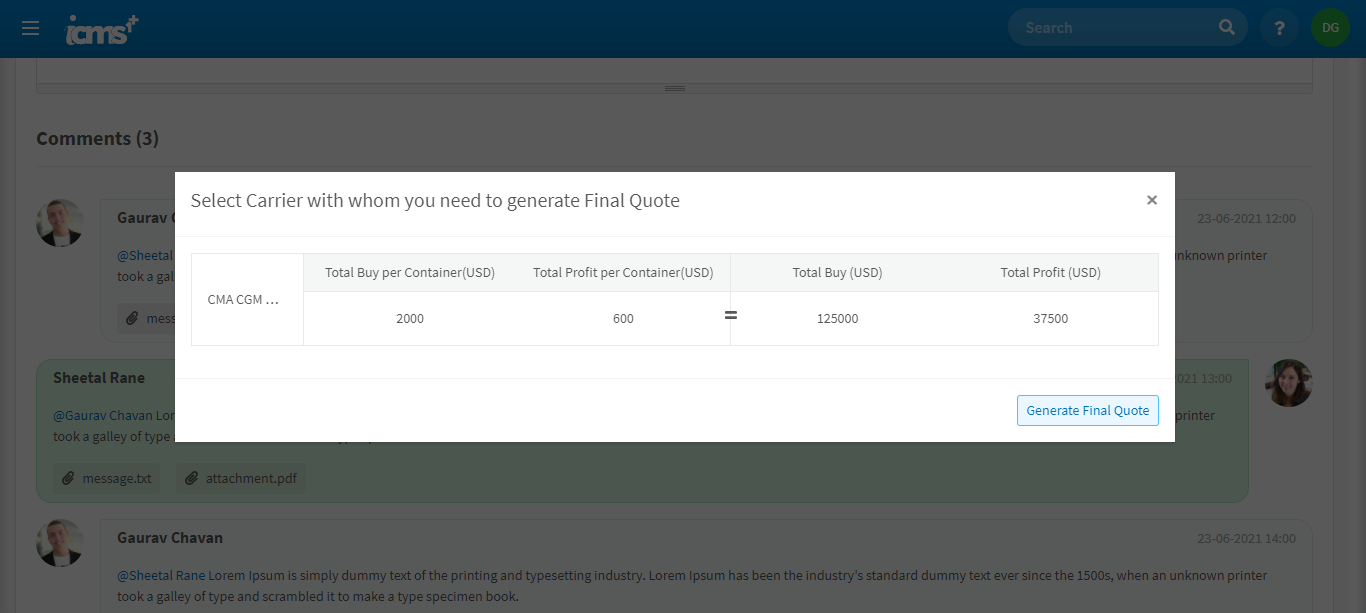 icms+
Search
?
DG
Comments (3)
Select Carrier with whom you need to generate Final Quote
×
Total Buy per Container(USD) Total Profit per Container(USD) Total Buy (USD) Total Profit (USD)
CMA CGM ...
2000 600 = 125000 37500
Generate Final Quote
Gaurav
23-06-2021 12:00
@Sheetal
unknown printer
took a gal
mess
Sheetal Rane
021 13:00
@Gaurav Chavan Lor
printer
took a galley of type
message.txt attachment.pdf
Gaurav Chavan
23-06-2021 14:00
@Sheetal Rane Lorem Ipsum is simply dummy text of the printing and typesetting industry. Lorem Ipsum has been the industry's standard dummy text ever since the 1500s, when an unknown printer
took a galley of type and scrambled it to make a type specimen book.